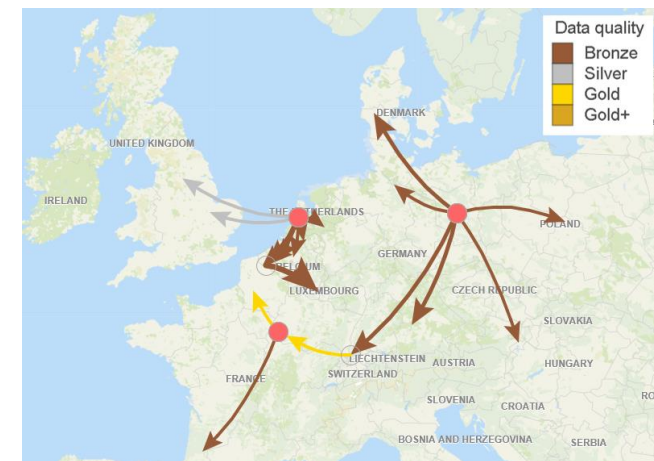 Data quality
Bronze
Silver
Gold
Gold+
DENMARK
UNITED KINGDOM
IRELAND
THE NETHERLANDS
POLAND
BELGIUM
GERMANY
LUXEMBOURG
CZECH REPUBLIC
SLOVAKIA
LIECHTENSTEIN
AUSTRIA
HUNGARY
SWITZERLAND
FRANCE
SLOVENIA
CROATIA
RO
BOSNIA AND HERZEGOVINA
SERBIA